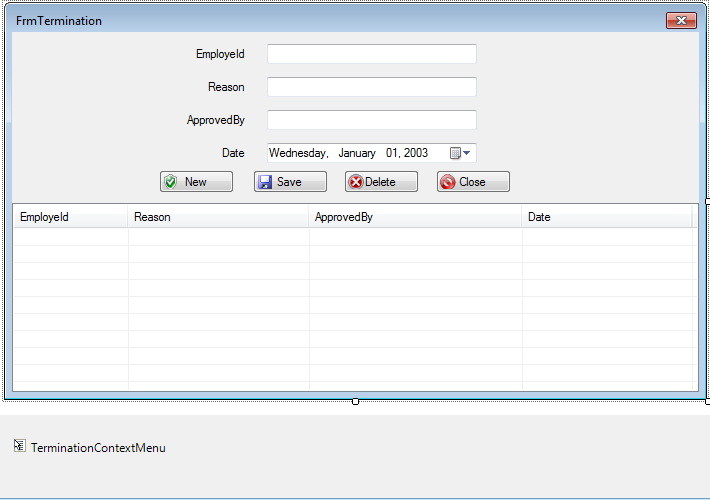 FrmTermination
EmployeId
Reason
ApprovedBy
Date Wednesday, January 01, 2003
New Save Delete Close
EmployeId Reason ApprovedBy Date
TerminationContextMenu